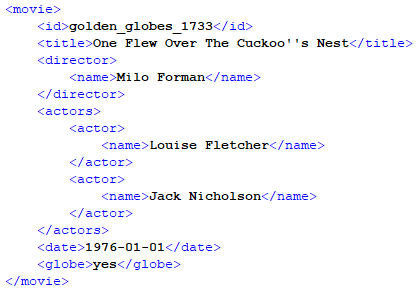 <movie>
    <id>golden_globes_1733</id>
    <title>One Flew Over The Cuckoo''s Nest</title>
    <director>
        <name>Milo Forman</name>
    </director>
    <actors>
        <actor>
            <name>Louise Fletcher</name>
        </actor>
        <actor>
            <name>Jack Nicholson</name>
        </actor>
    </actors>
    <date>1976-01-01</date>
    <globe>yes</globe>
</movie>